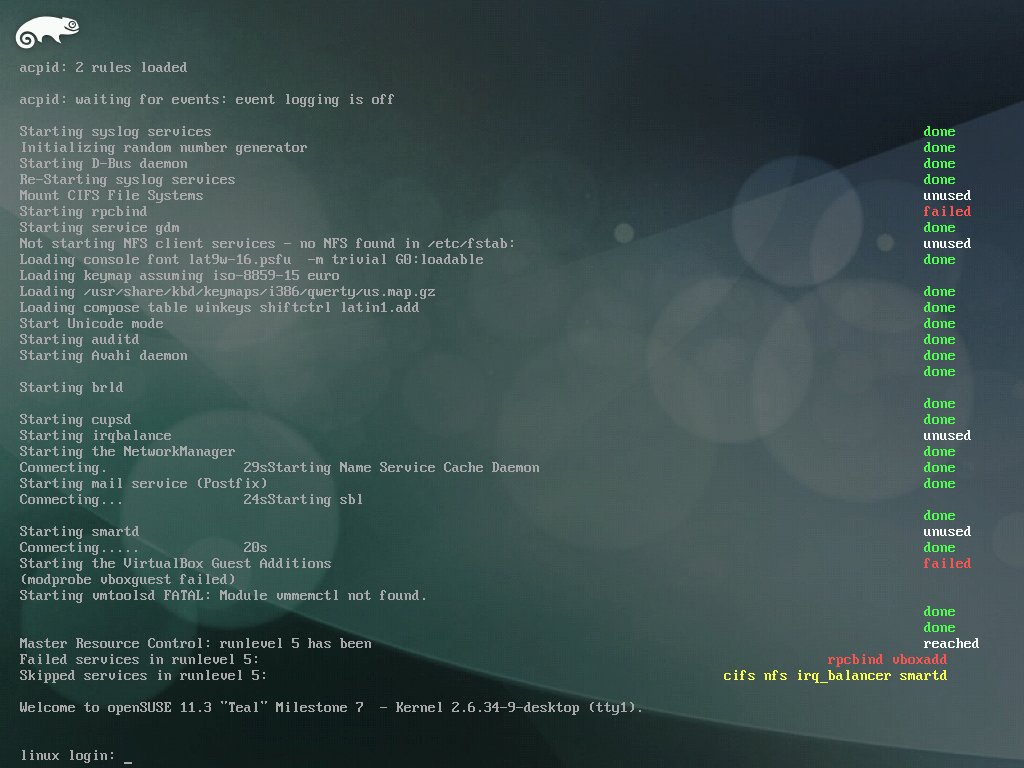 acpid: 2 rules loaded
acpid: waiting for events: event logging is off
Starting syslog services done
Initializing random number generator done
Starting D-Bus daemon done
Re-Starting syslog services done
Mount CIFS File Systems unused
Starting rpcbind failed
Starting service gdm done
Not starting NFS client services - no NFS found in /etc/fstab: unused
Loading console font lat9w-16.psfu  -m trivial G0:loadable done
Loading keymap assuming iso-8859-15 euro
Loading /usr/share/kbd/keymaps/i386/qwerty/us.map.gz done
Loading compose table winkeys shiftctrl latin1.add done
Start Unicode mode done
Starting auditd done
Starting Avahi daemon done
done
Starting brld
done
Starting cupsd done
Starting irqbalance unused
Starting the NetworkManager done
Connecting. 29sStarting Name Service Cache Daemon done
Starting mail service (Postfix) done
Connecting... 24sStarting sbl
done
Starting smartd unused
Connecting..... 20s done
Starting the VirtualBox Guest Additions failed
(modprobe vboxguest failed)
Starting vmtoolsd FATAL: Module vmmemctl not found.
done
done
Master Resource Control: runlevel 5 has been reached
Failed services in runlevel 5: rpcbind vboxadd
Skipped services in runlevel 5: cifs nfs irq_balancer smartd
Welcome to openSUSE 11.3 "Teal" Milestone 7  - Kernel 2.6.34-9-desktop (tty1).
linux login: _